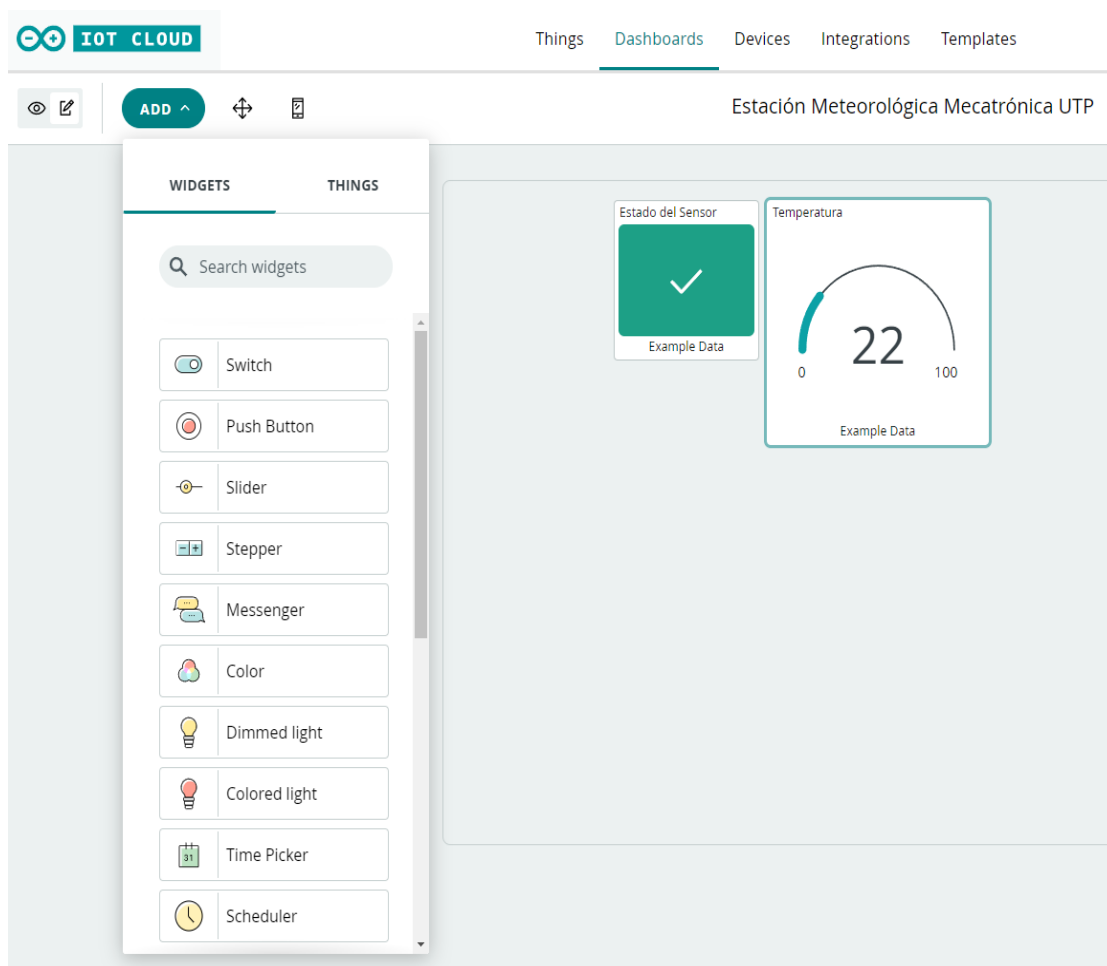 IOT CLOUD
Things Dashboards Devices Integrations Templates
ADD
Estación Meteorológica Mecatrónica UTP
WIDGETS THINGS
Search widgets
Switch
Push Button
Slider
Stepper
Messenger
Color
Dimmed light
Colored light
31
Time Picker
Scheduler
Estado del Sensor
Example Data
Temperatura
22
0 100
Example Data